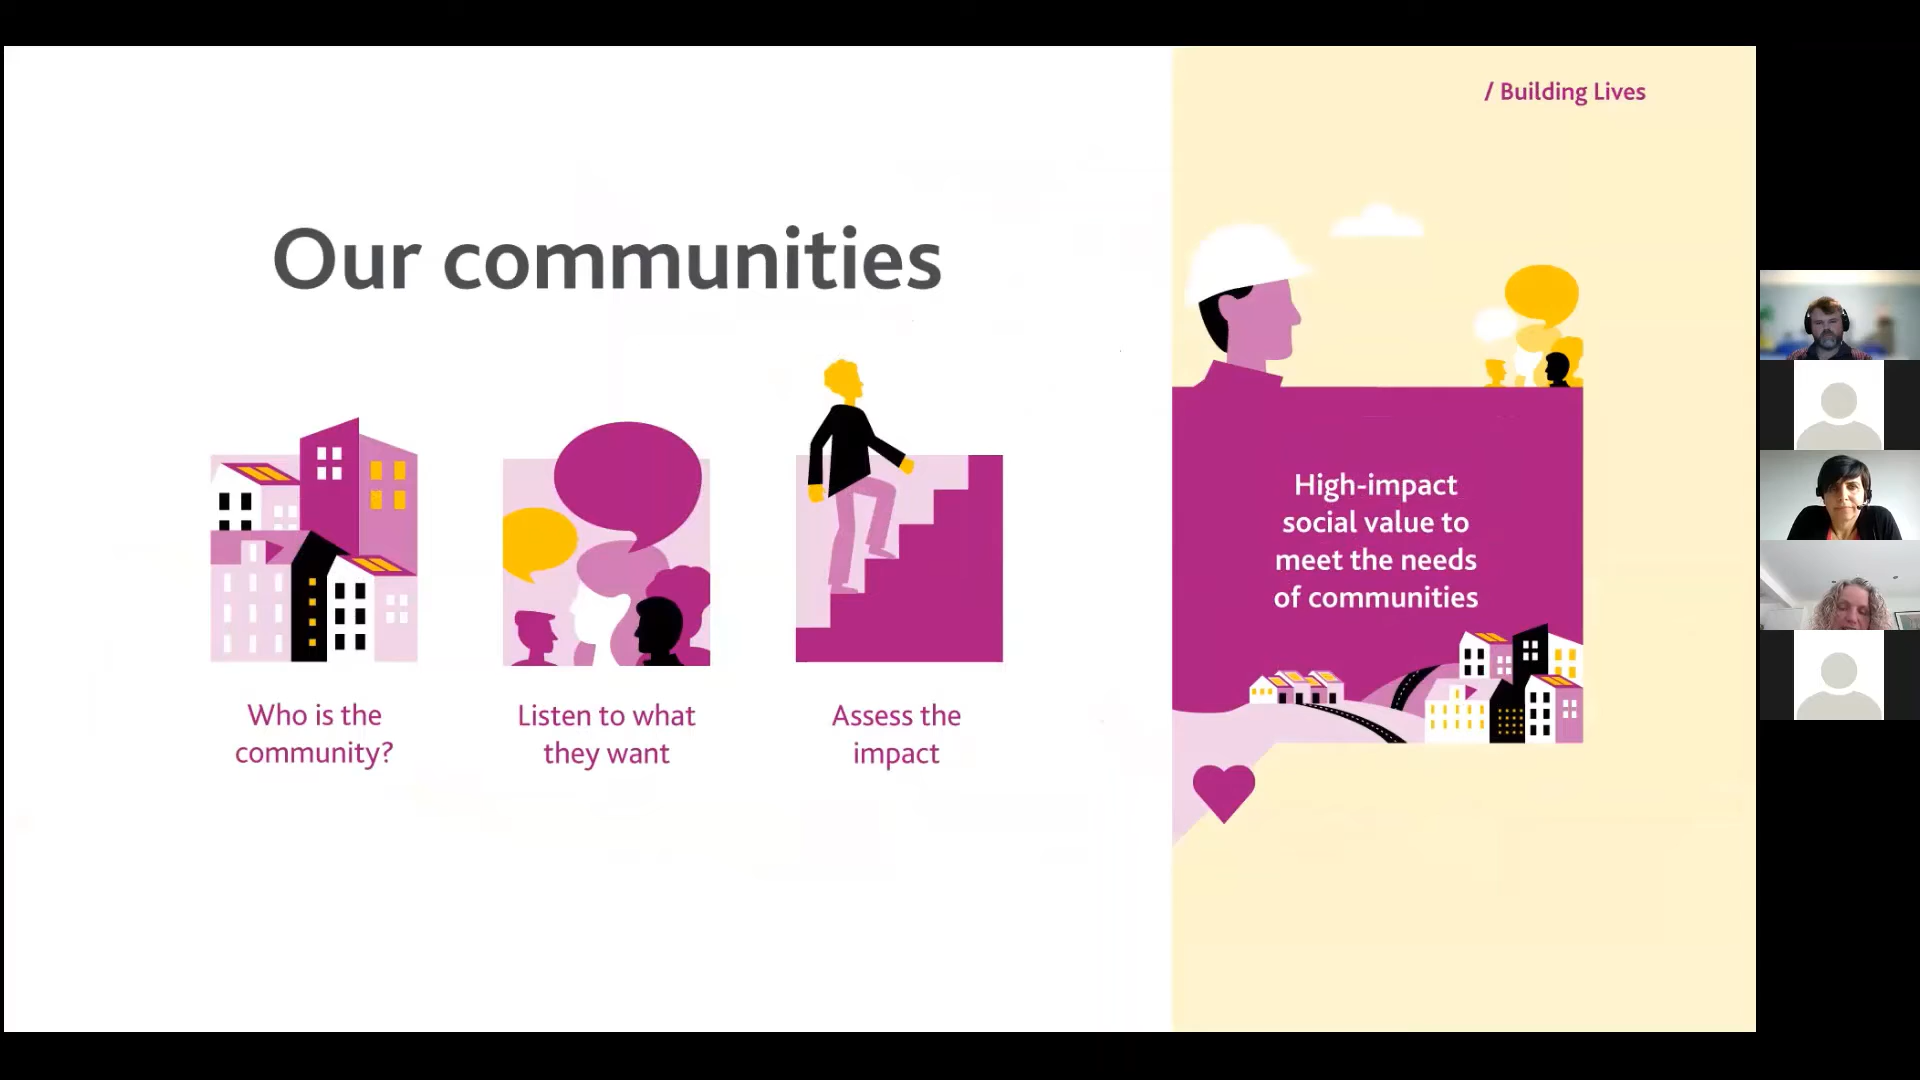 / Building Lives
Our communities
Who is the
community?
Listen to what
they want
Assess the
impact
High-impact
social value to
meet the needs
of communities